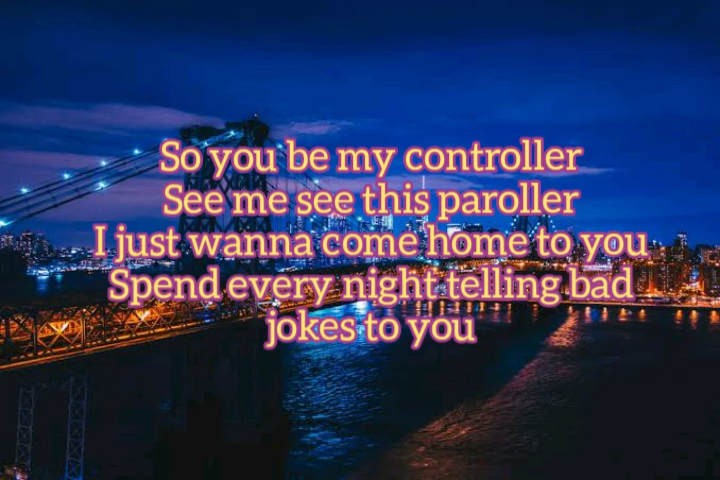 So you be my controller
See me see this paroller
I just wanna come home to you
Spend every night telling bad
jokes to you